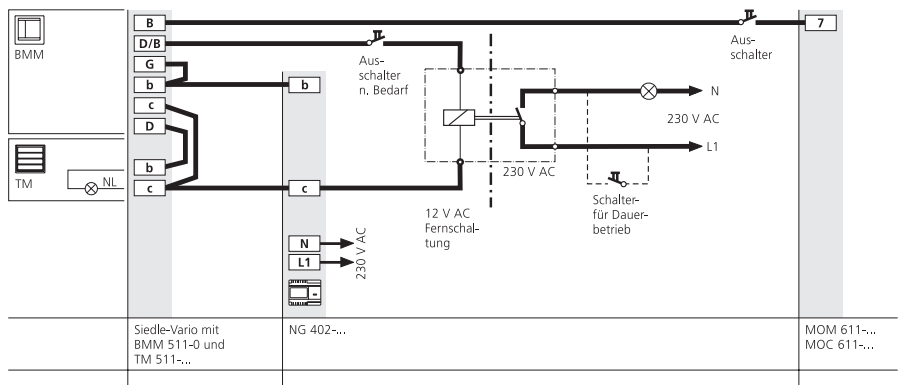 BMM
B
D/B
G
b
c
D
b
c
TM
NL
Aus-
schalter
n. Bedarf
Aus-
schalter
7
b
c
N
L1
230 V AC
12 V AC
Fernschal-
tung
230 V AC
N
230 V AC
L1
Schalter
für Dauer-
betrieb
Siedle-Vario mit
BMM 511-0 und
TM 511-...
NG 402-...
MOM 611-...
MOC 611-...